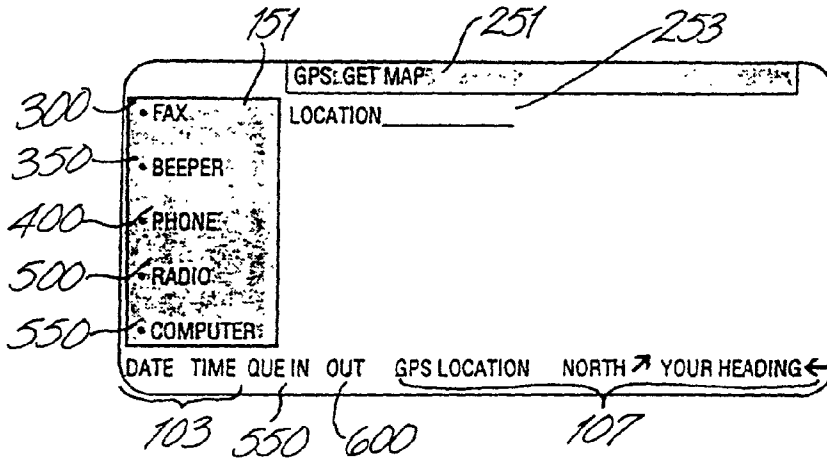 151 251 253
GPS: GET MAPS
300 • FAX LOCATION
350 • BEEPER
400 • PHONE
500 • RADIO
550 • COMPUTER
DATE TIME QUE IN OUT GPS LOCATION NORTH ↗ YOUR HEADING ←
103 550 600 107